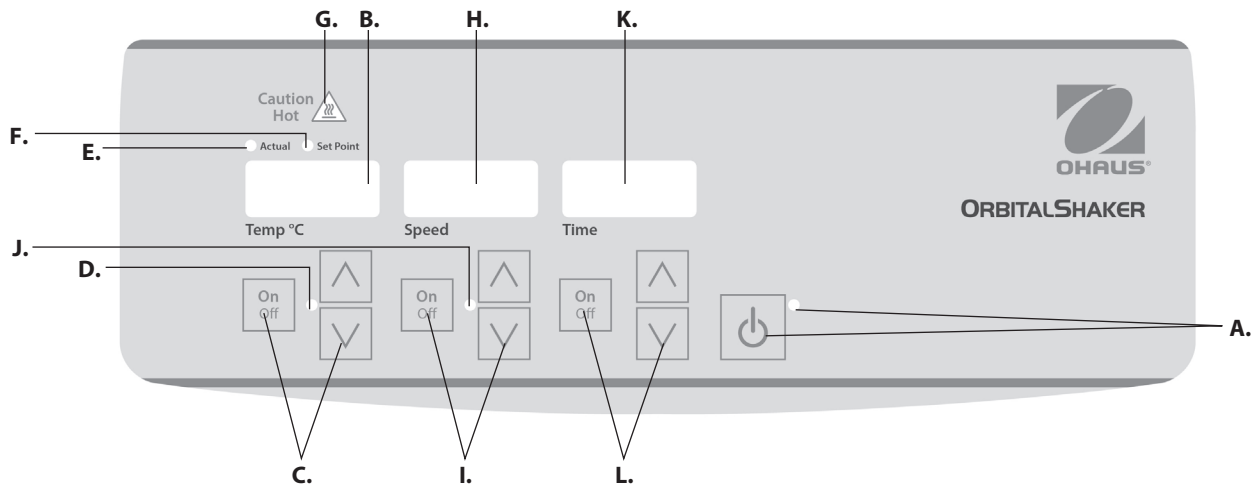 G. B. H. K.
Caution
Hot
F.
E.
Actual Set Point
OHAUS®
ORBITALSHAKER
Temp °C Speed Time
J.
D.
On
Off
On
Off
On
Off
A.
C. I. L.